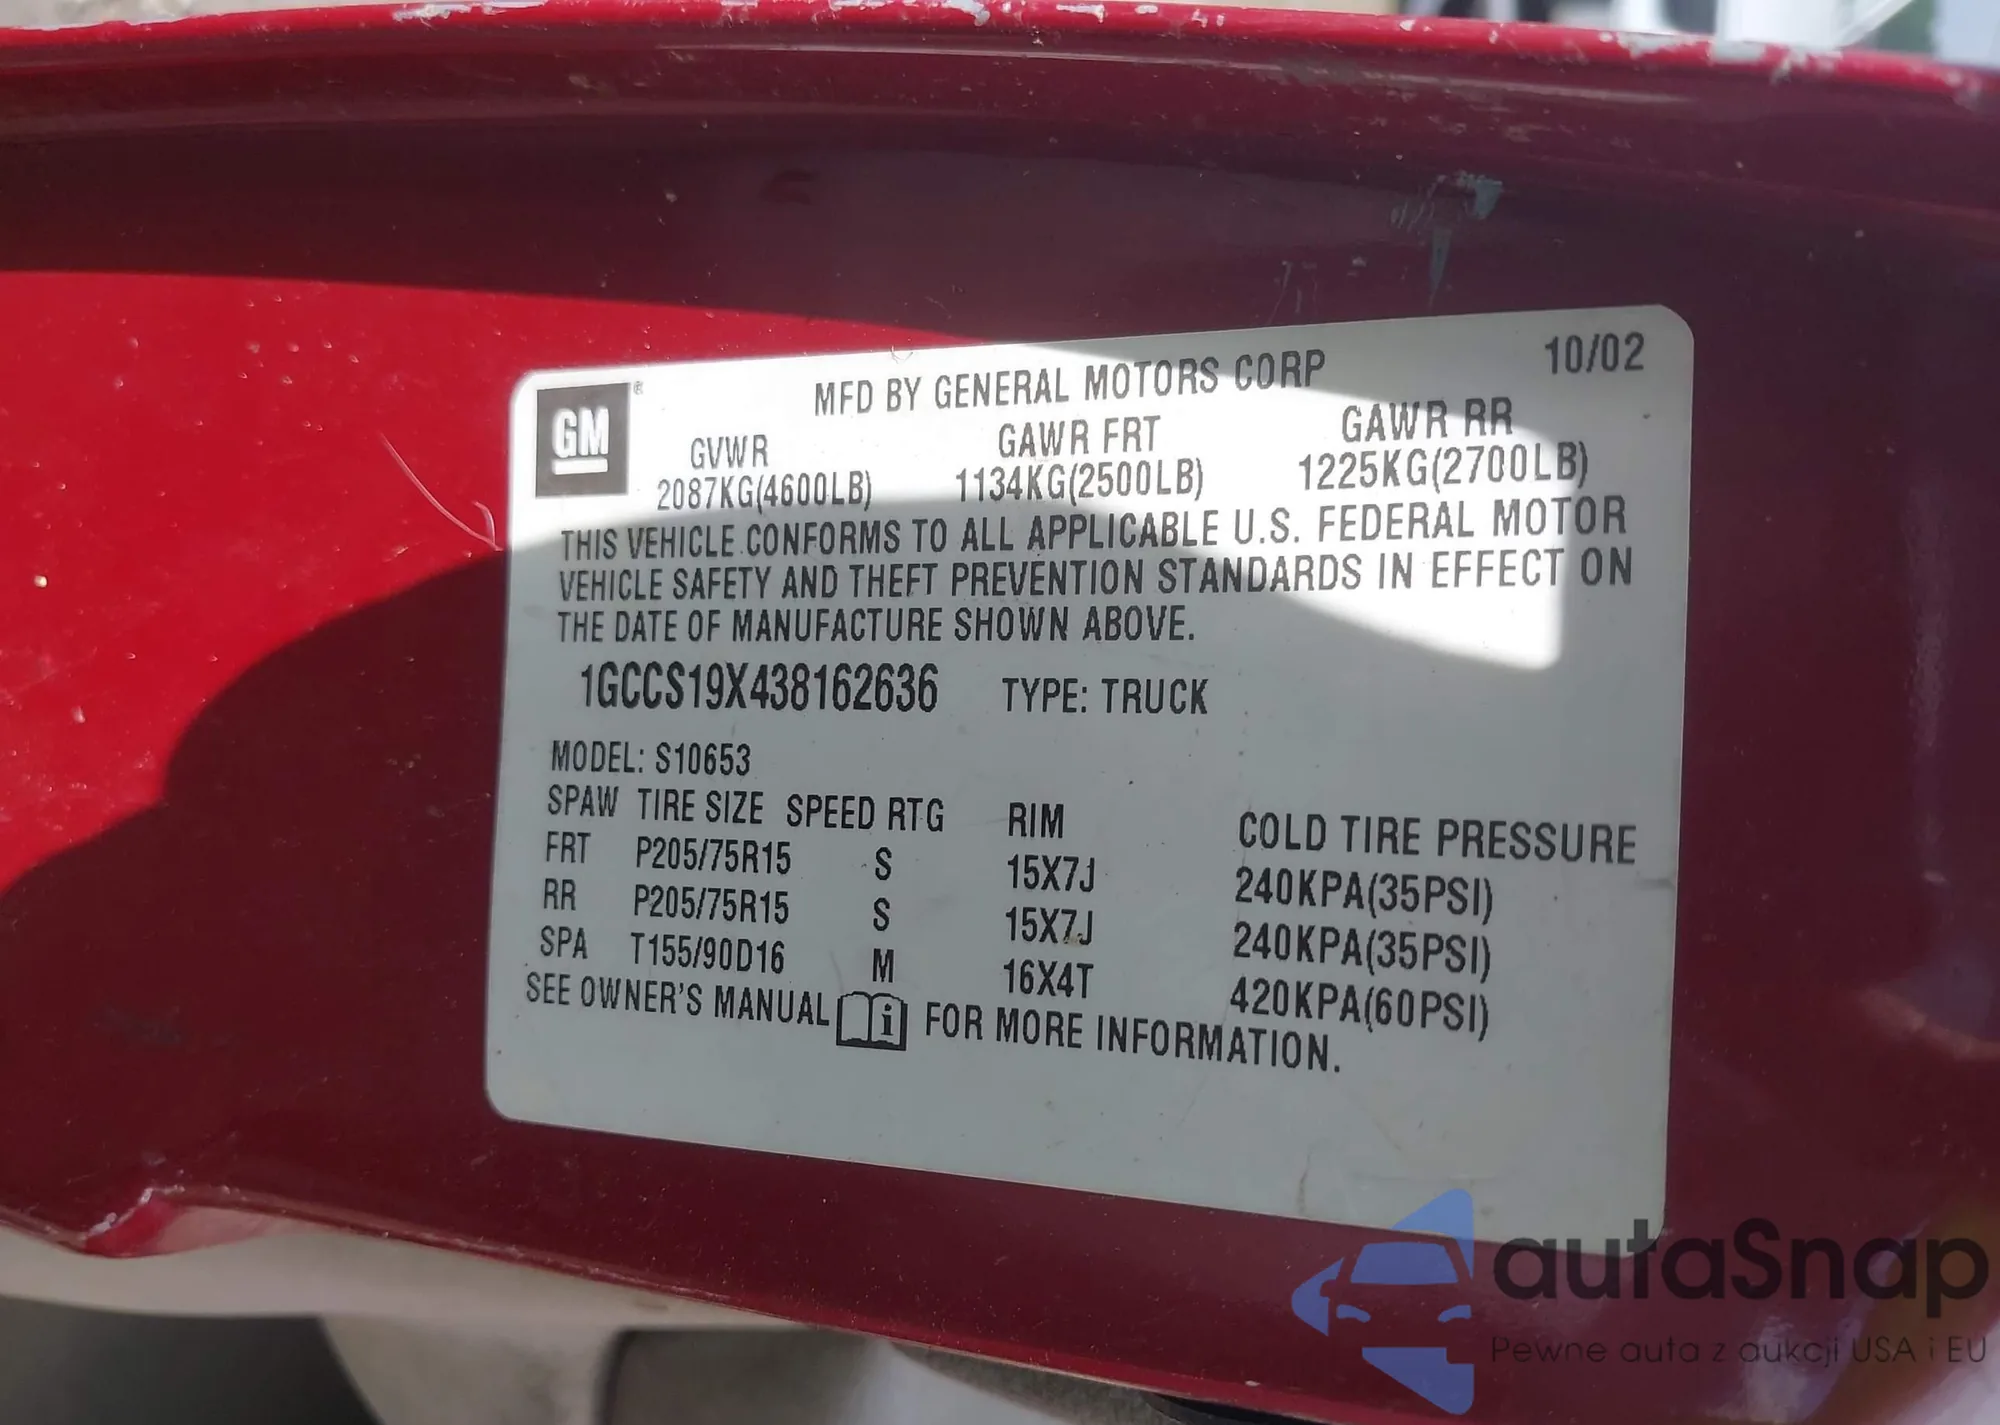 GM®
MFD BY GENERAL MOTORS CORP 10/02
GVWR GAWR FRT GAWR RR
2087KG(4600LB) 1134KG(2500LB) 1225KG(2700LB)
THIS VEHICLE CONFORMS TO ALL APPLICABLE U.S. FEDERAL MOTOR
VEHICLE SAFETY AND THEFT PREVENTION STANDARDS IN EFFECT ON
THE DATE OF MANUFACTURE SHOWN ABOVE.
1GCCS19X438162636 TYPE: TRUCK
MODEL: S10653
SPAW TIRE SIZE SPEED RTG RIM COLD TIRE PRESSURE
FRT P205/75R15 S 15X7J 240KPA(35PSI)
RR P205/75R15 S 15X7J 240KPA(35PSI)
SPA T155/90D16 M 16X4T 420KPA(60PSI)
SEE OWNER'S MANUAL i FOR MORE INFORMATION.
autaSnap
Pewne auta z aukcji USA i EU